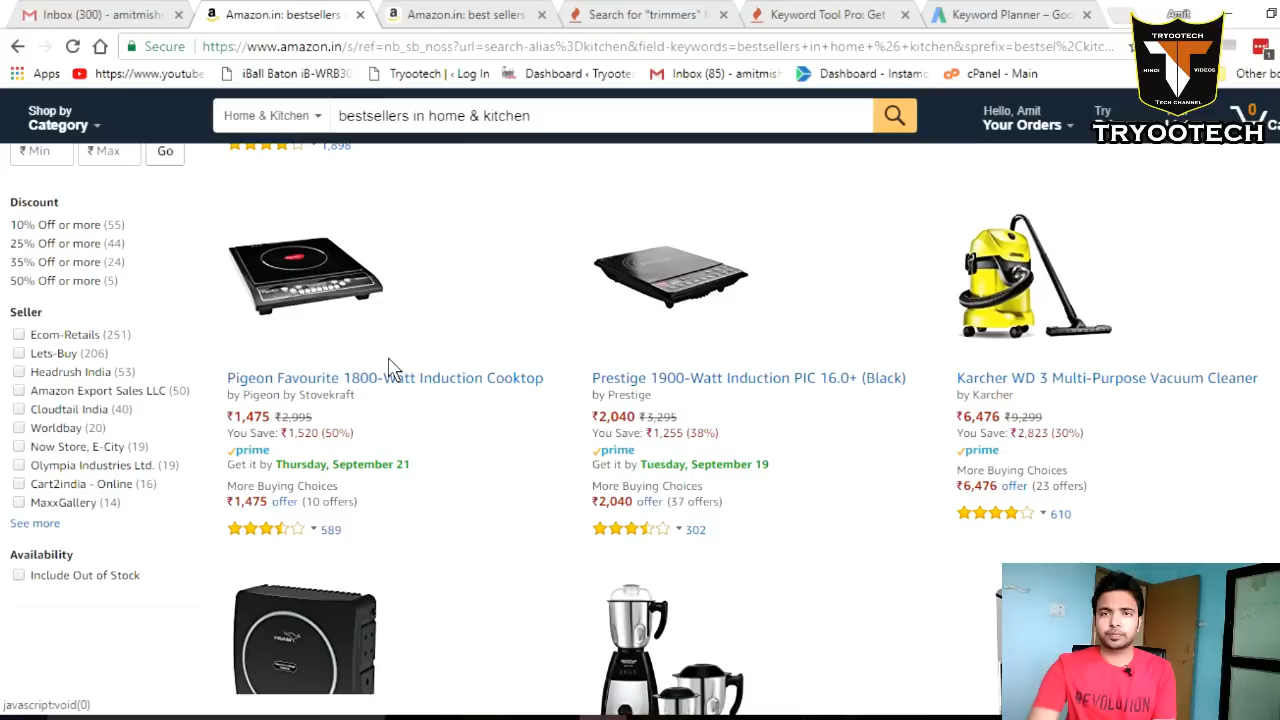 Inbox (300) - amitmish
Amazon.in: bestsellers
Amazon.in: best sellers
Search for "trimmers" f
Keyword Tool Pro: Get
Keyword Planner – Goo
Amit
Secure
https://www.amazon.in/s/ref=nb_sb_noss?url=search-alias%3Dkitchen&field-keywords=bestsellers+in+home+%26+kitchen&sprefix=bestsel%2Ckitc...
Apps
https://www.youtube
iBall Baton iB-WRB30
Tryootech | Log In
Dashboard ‹ Tryootec
Inbox (85) - amitmis
Dashboard - Instamo
cPanel - Main
Other bo
1
TRYOOTECH
HINDI
VIDEOS
TECH CHANNEL
TRYOOTECH
Shop by
Category
Home & Kitchen
bestsellers in home & kitchen
Hello, Amit
Your Orders
Try
0
Ca
₹ Min
₹ Max
Go
1,898
Discount
10% Off or more (55)
25% Off or more (44)
35% Off or more (24)
50% Off or more (5)
Seller
Ecom-Retails (251)
Lets-Buy (206)
Headrush India (53)
Amazon Export Sales LLC (50)
Cloudtail India (40)
Worldbay (20)
Now Store, E-City (19)
Olympia Industries Ltd. (19)
Cart2india - Online (16)
MaxxGallery (14)
See more
Availability
Include Out of Stock
Pigeon Favourite 1800-Watt Induction Cooktop
by Pigeon by Stovekraft
₹1,475 ₹2,995
You Save: ₹1,520 (50%)
prime
Get it by Thursday, September 21
More Buying Choices
₹1,475 offer (10 offers)
589
Prestige 1900-Watt Induction PIC 16.0+ (Black)
by Prestige
₹2,040 ₹3,295
You Save: ₹1,255 (38%)
prime
Get it by Tuesday, September 19
More Buying Choices
₹2,040 offer (37 offers)
302
Karcher WD 3 Multi-Purpose Vacuum Cleaner
by Karcher
₹6,476 ₹9,299
You Save: ₹2,823 (30%)
prime
More Buying Choices
₹6,476 offer (23 offers)
610
REVOLUTION
javascript:void(0)